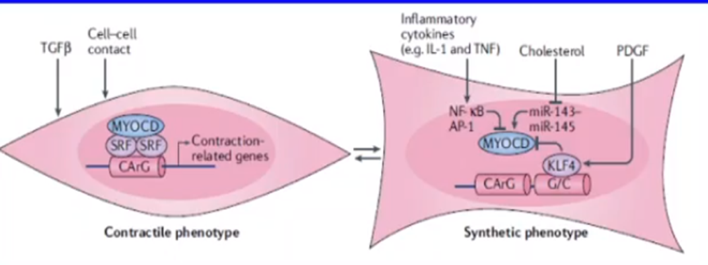 TGFβ
Cell–cell
contact
MYOCD
SRF SRF
CArG
Contraction-
related genes
Contractile phenotype
Inflammatory
cytokines
(e.g. IL-1 and TNF)
Cholesterol
PDGF
NF-κB
AP-1
miR-143–
miR-145
MYOCD
KLF4
CArG
G/C
Synthetic phenotype